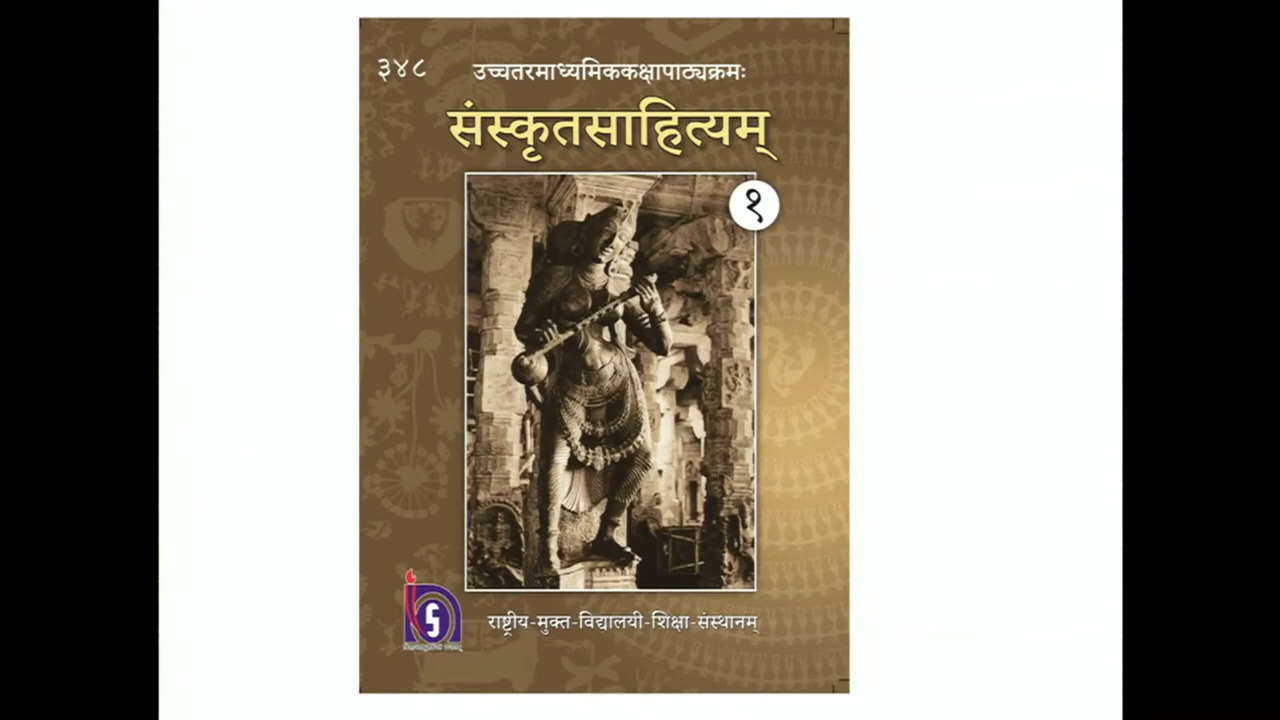 ३४८
उच्चतरमाध्यमिककक्षापाठ्यक्रमः
संस्कृतसाहित्यम्
१
राष्ट्रीय-मुक्त-विद्यालयी-शिक्षा-संस्थानम्